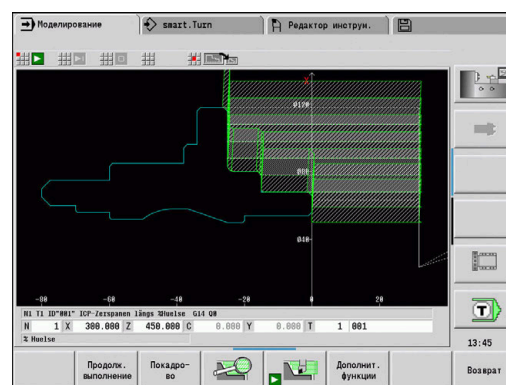 Моделирование
smart.Turn
Редактор инструм.
X
Ø120
Ø80
Ø40
-80 -60 -40 -20 0 20
N1 T1 ID"001" ICP-Zerspanen längs %Huelse G14 Q0
N 1 X 300.000 Z 450.000 C 0.000 Y 0.000 T 1 001
% Huelse
T
13:45
Продолж. выполнение
Покадро- во
Дополнит. функции
Возврат